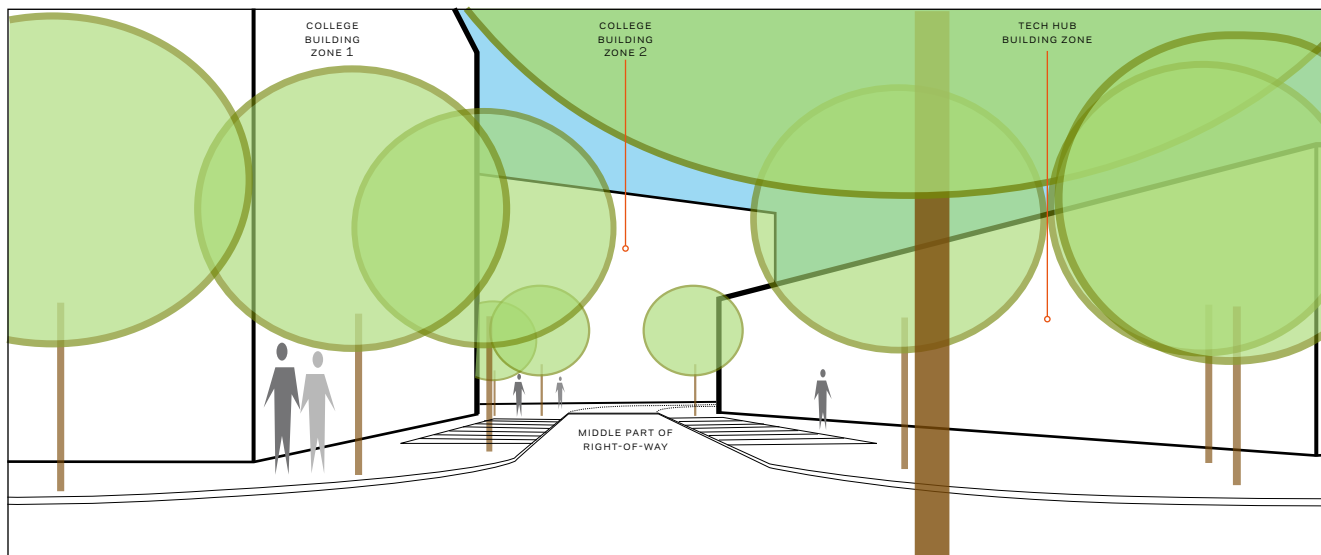 COLLEGE
BUILDING
ZONE 1
COLLEGE
BUILDING
ZONE 2
TECH HUB
BUILDING ZONE
MIDDLE PART OF
RIGHT-OF-WAY